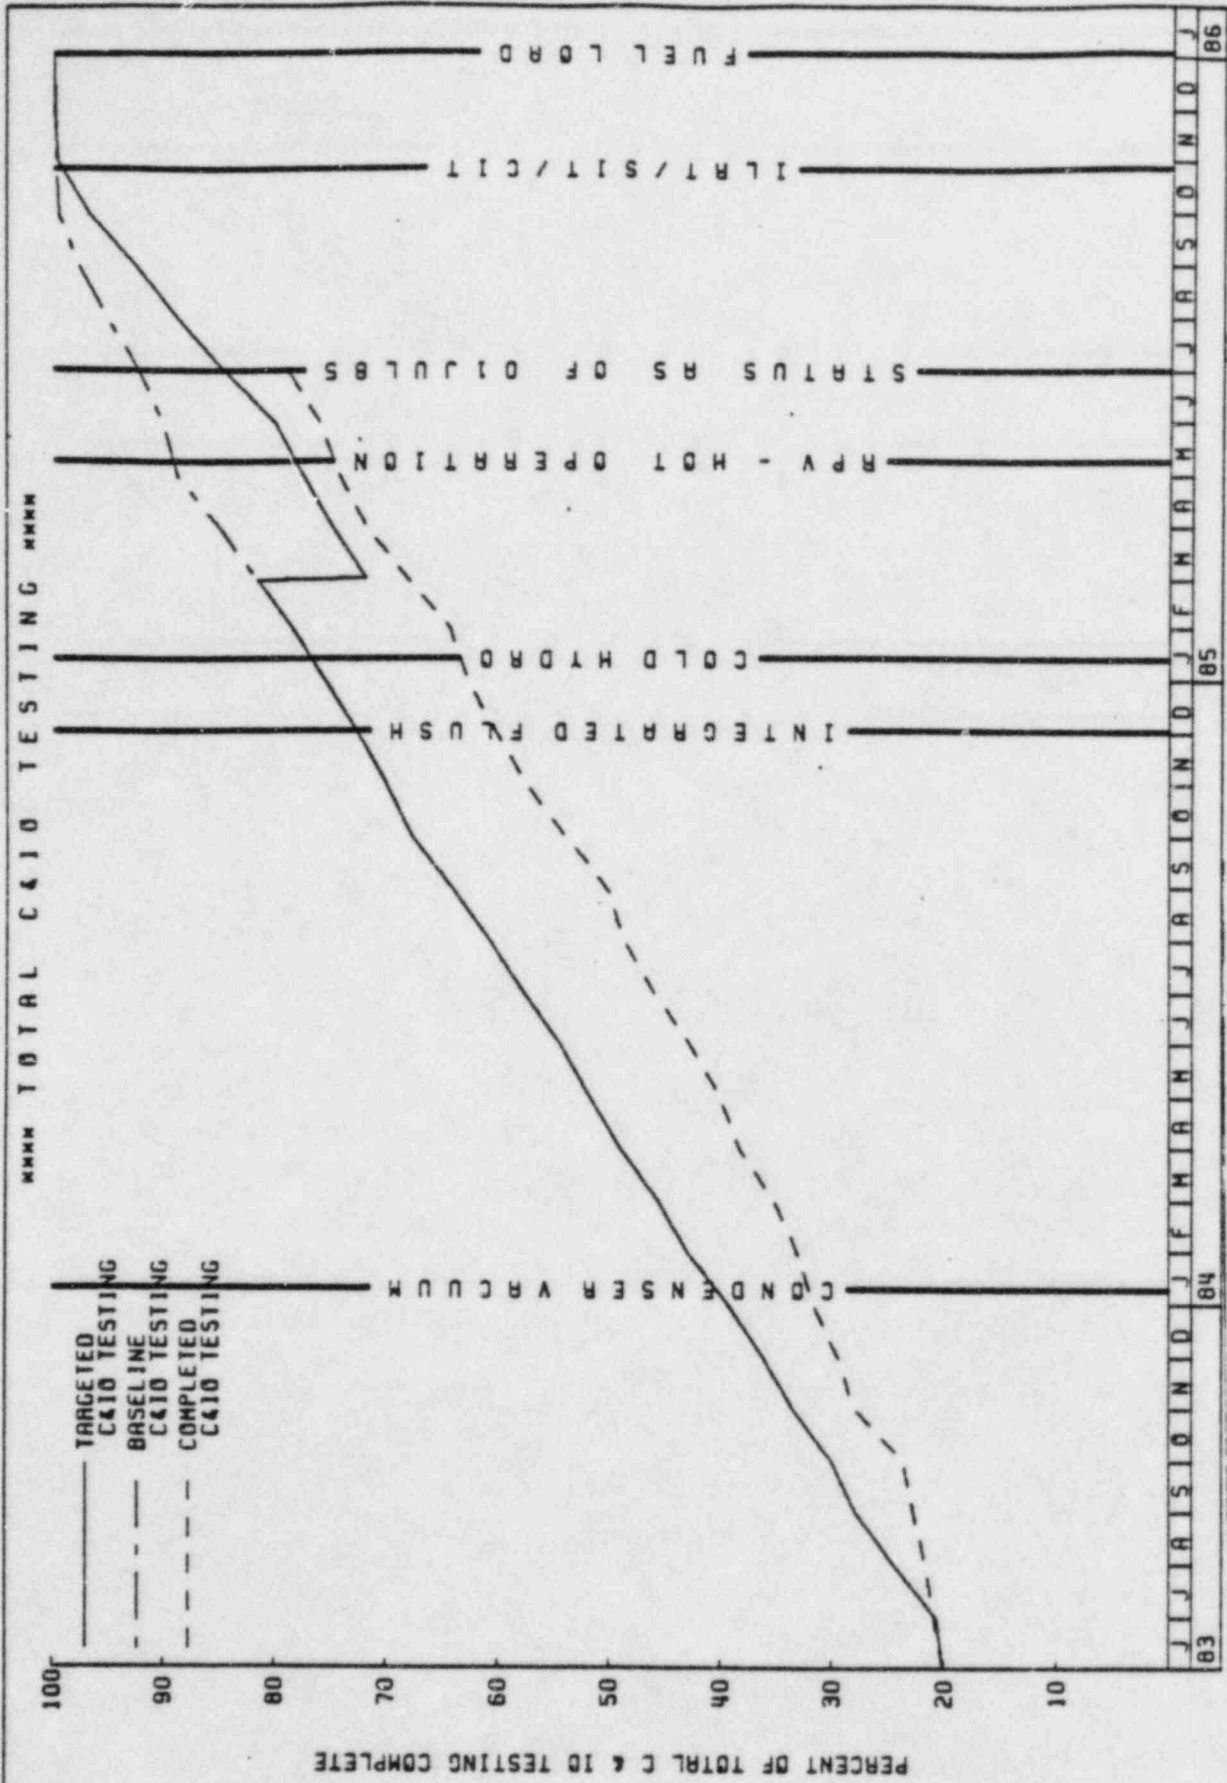 **** TOTAL C&IO TESTING ****
TARGETED
C&IO TESTING
BASELINE
C&IO TESTING
COMPLETED
C&IO TESTING
PERCENT OF TOTAL C & IO TESTING COMPLETE
100
90
80
70
60
50
40
30
20
10
CONDENSER VACUUM
INTEGRATED FLUSH
COLD HYDRO
RPV - HOT OPERATION
STATUS AS OF 01JUL85
ILRT/SIT/CIT
FUEL LOAD
J J A S O N D J F M A M J J A S O N D J F M A M J J A S O N D J
83 84 85 86